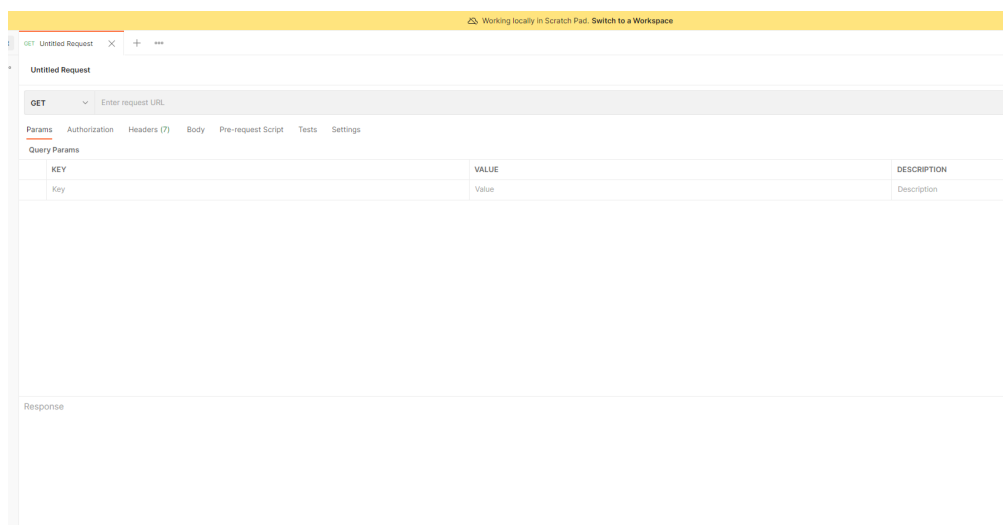 Working locally in Scratch Pad. Switch to a Workspace
GET Untitled Request
Untitled Request
GET Enter request URL
Params Authorization Headers (7) Body Pre-request Script Tests Settings
Query Params
KEY VALUE DESCRIPTION
Key Value Description
Response